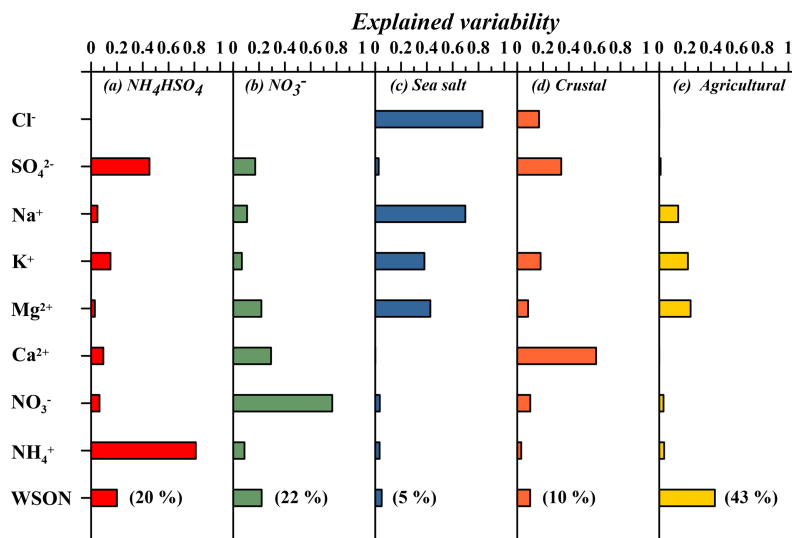 Explained variability
0 0.2 0.4 0.6 0.8 1 0 0.2 0.4 0.6 0.8 1 0 0.2 0.4 0.6 0.8 1 0 0.2 0.4 0.6 0.8 1 0 0.2 0.4 0.6 0.8 1
(a) NH₄HSO₄ (b) NO₃⁻ (c) Sea salt (d) Crustal (e) Agricultural
Cl⁻
SO₄²⁻
Na⁺
K⁺
Mg²⁺
Ca²⁺
NO₃⁻
NH₄⁺
WSON (20 %) (22 %) (5 %) (10 %) (43 %)